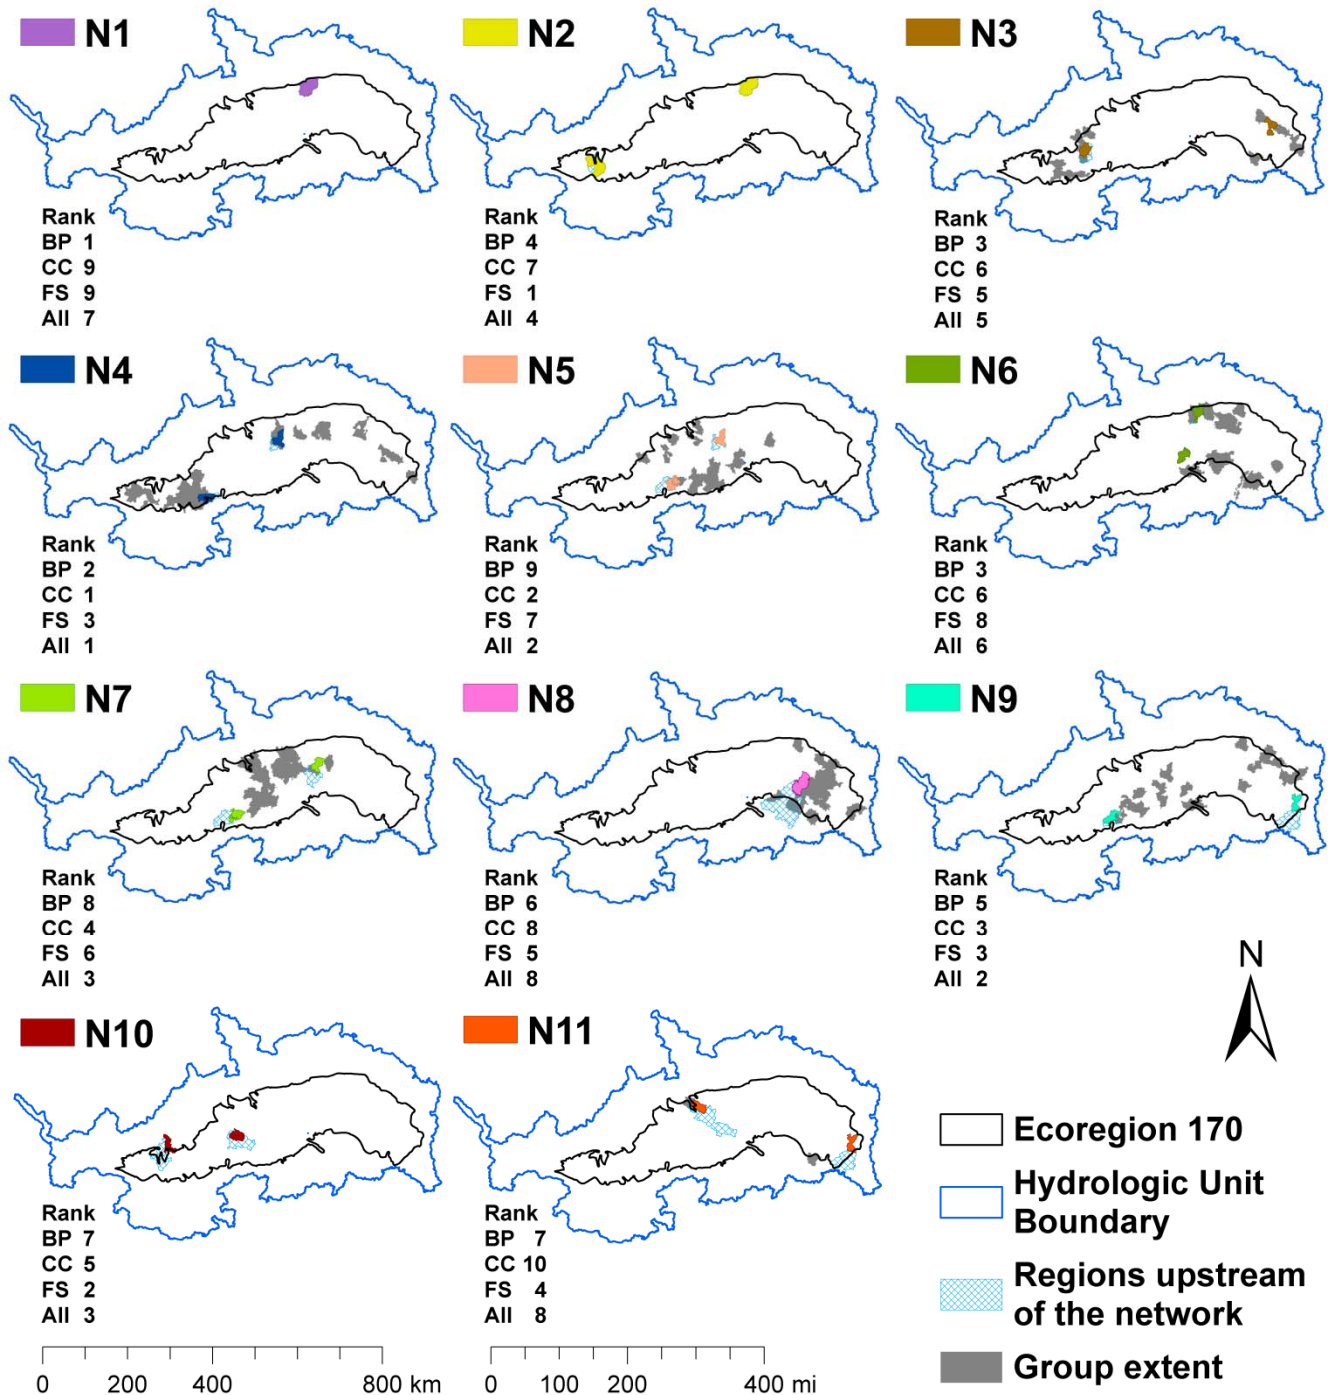 N1
Rank
BP 1
CC 9
FS 9
All 7
N2
Rank
BP 4
CC 7
FS 1
All 4
N3
Rank
BP 3
CC 6
FS 5
All 5
N4
Rank
BP 2
CC 1
FS 3
All 1
N5
Rank
BP 9
CC 2
FS 7
All 2
N6
Rank
BP 3
CC 6
FS 8
All 6
N7
Rank
BP 8
CC 4
FS 6
All 3
N8
Rank
BP 6
CC 8
FS 5
All 8
N9
Rank
BP 5
CC 3
FS 3
All 2
N10
Rank
BP 7
CC 5
FS 2
All 3
N11
Rank
BP 7
CC 10
FS 4
All 8
N
Ecoregion 170
Hydrologic Unit
Boundary
Regions upstream
of the network
Group extent
0 200 400 800 km
0 200 400 mi